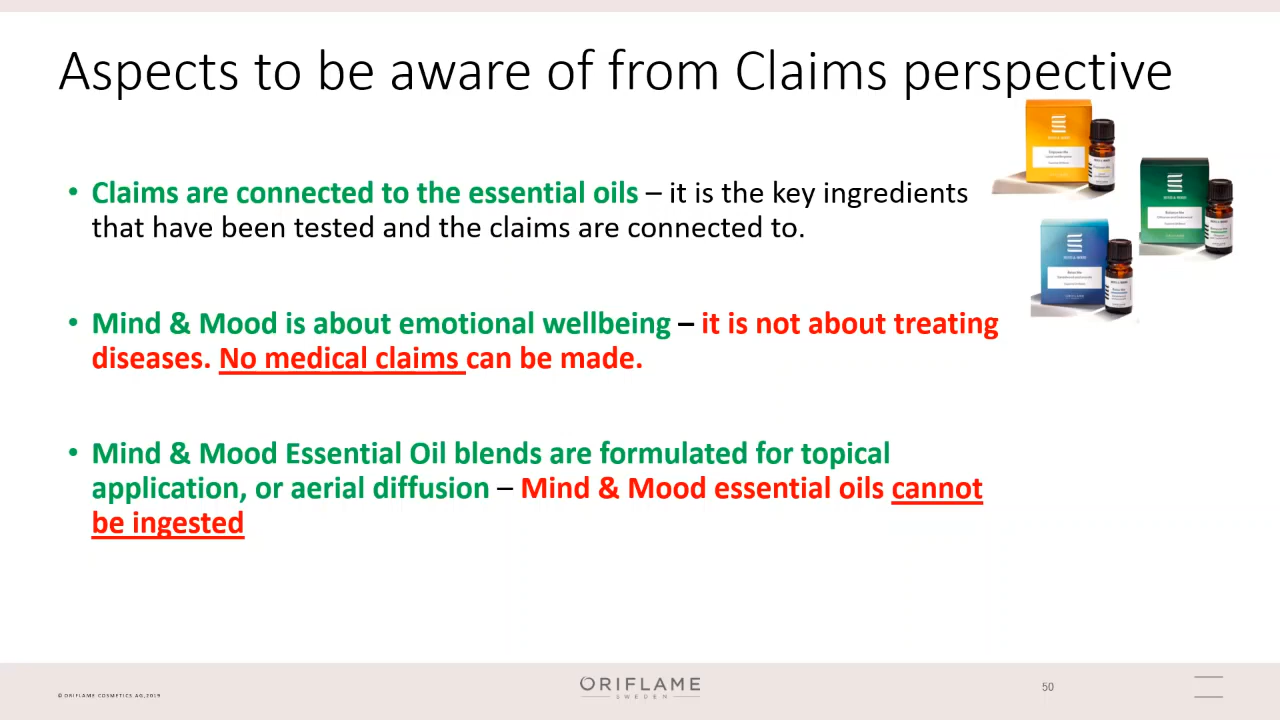 Aspects to be aware of from Claims perspective
• Claims are connected to the essential oils – it is the key ingredients
that have been tested and the claims are connected to.
• Mind & Mood is about emotional wellbeing – it is not about treating
diseases. No medical claims can be made.
• Mind & Mood Essential Oil blends are formulated for topical
application, or aerial diffusion – Mind & Mood essential oils cannot
be ingested
© ORIFLAME COSMETICS AG,2019
ORIFLAME
SWEDEN
50